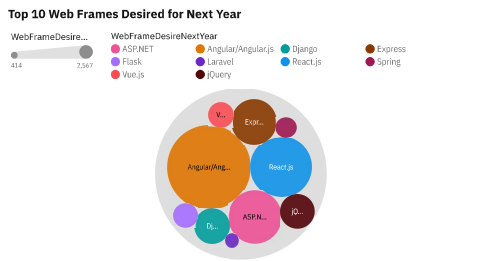 Top 10 Web Frames Desired for Next Year
WebFrameDesire...
414
7,567
WebFrameDesireNextYear
ASP.NET
Angular/Angular.js
Django
Express
Flask
Laravel
React.js
Spring
Vue.js
jQuery
V...
Expr...
Angular/Ang...
React.js
Dj...
ASP.N...
jQ...